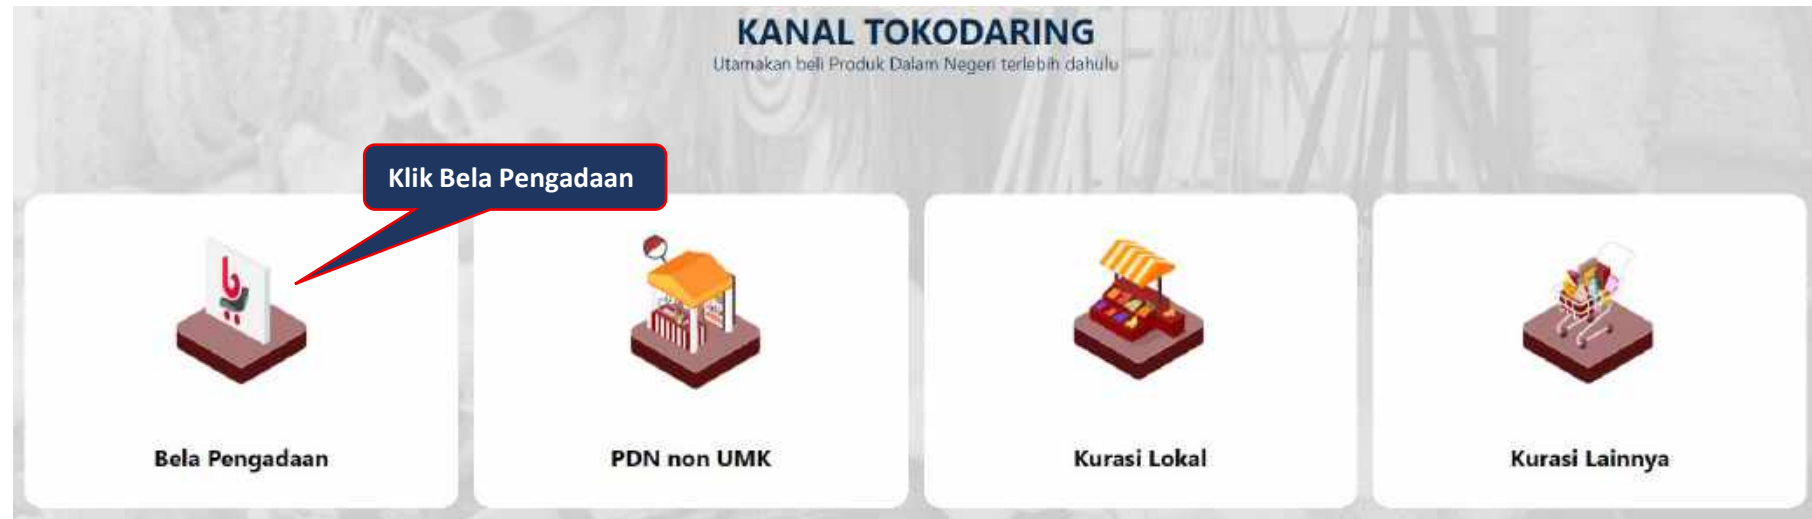 KANAL TOKODARING
Utamakan beli Produk Dalam Negeri terlebih dahulu
Klik Bela Pengadaan
Bela Pengadaan
PDN non UMK
Kurasi Lokal
Kurasi Lainnya